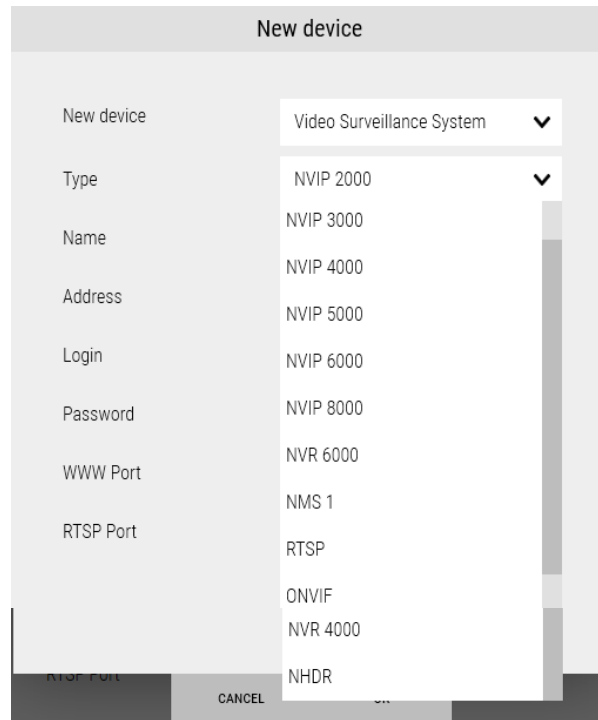 New device
New device Video Surveillance System
Type NVIP 2000
NVIP 3000
Name
NVIP 4000
Address
NVIP 5000
Login
NVIP 6000
Password
NVIP 8000
NVR 6000
WWW Port
NMS 1
RTSP Port
RTSP
ONVIF
NVR 4000
NHDR
RTSP Port
CANCEL